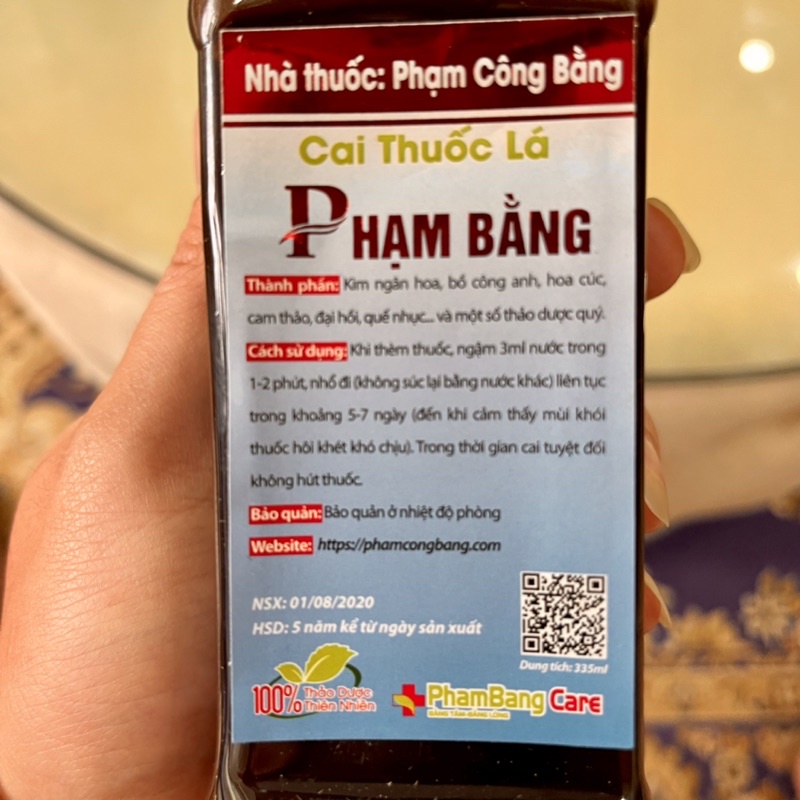 Nhà thuốc: Phạm Công Bằng
Cai Thuốc Lá
PHẠM BẰNG
Thành phần: Kim ngân hoa, bồ công anh, hoa cúc,
cam thảo, đại hồi, quế nhục... và một số thảo dược quý.
Cách sử dụng: Khi thèm thuốc, ngậm 3ml nước trong
1-2 phút, nhổ đi (không súc lại bằng nước khác) liên tục
trong khoảng 5-7 ngày (đến khi cảm thấy mùi khói
thuốc hôi khét khó chịu). Trong thời gian cai tuyệt đối
không hút thuốc.
Bảo quản: Bảo quản ở nhiệt độ phòng
Website: https://phamcongbang.com
NSX: 01/08/2020
HSD: 5 năm kể từ ngày sản xuất
Dung tích: 335ml
100% Thảo Dược
Thiên Nhiên
PhamBang Care
BẰNG TÂM-BẰNG LÒNG